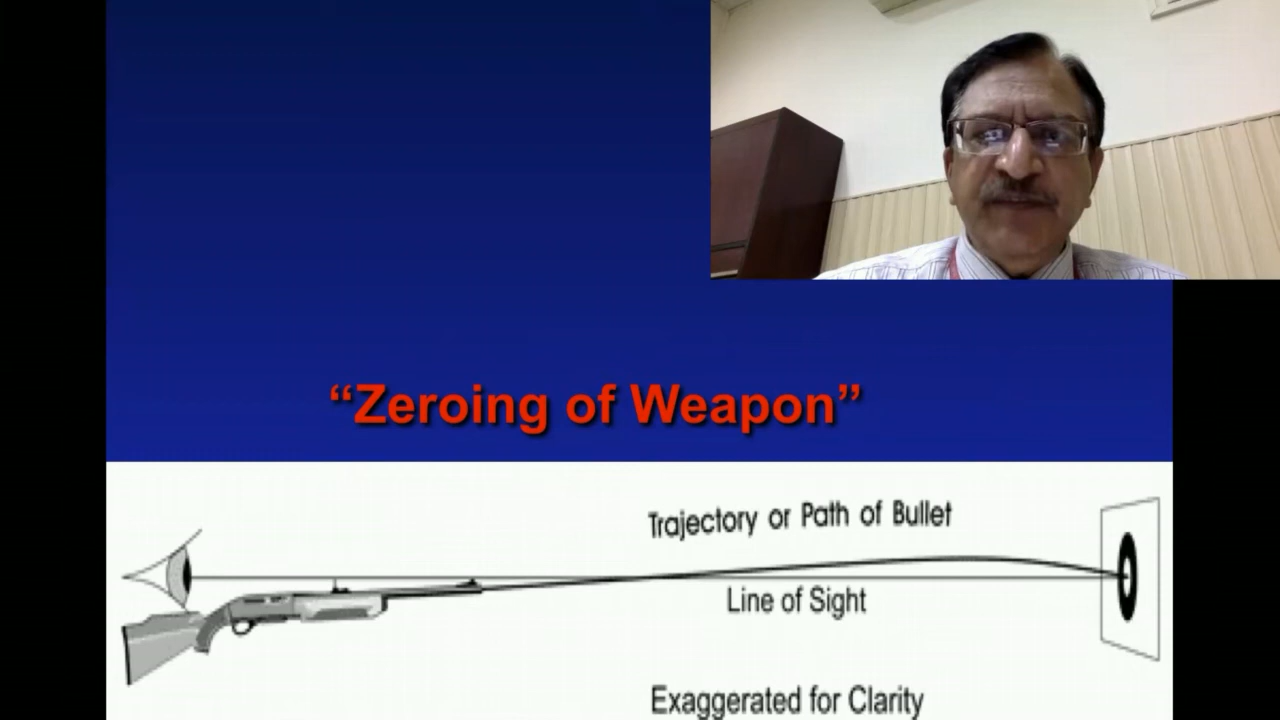 “Zeroing of Weapon”
Trajectory or Path of Bullet
Line of Sight
Exaggerated for Clarity